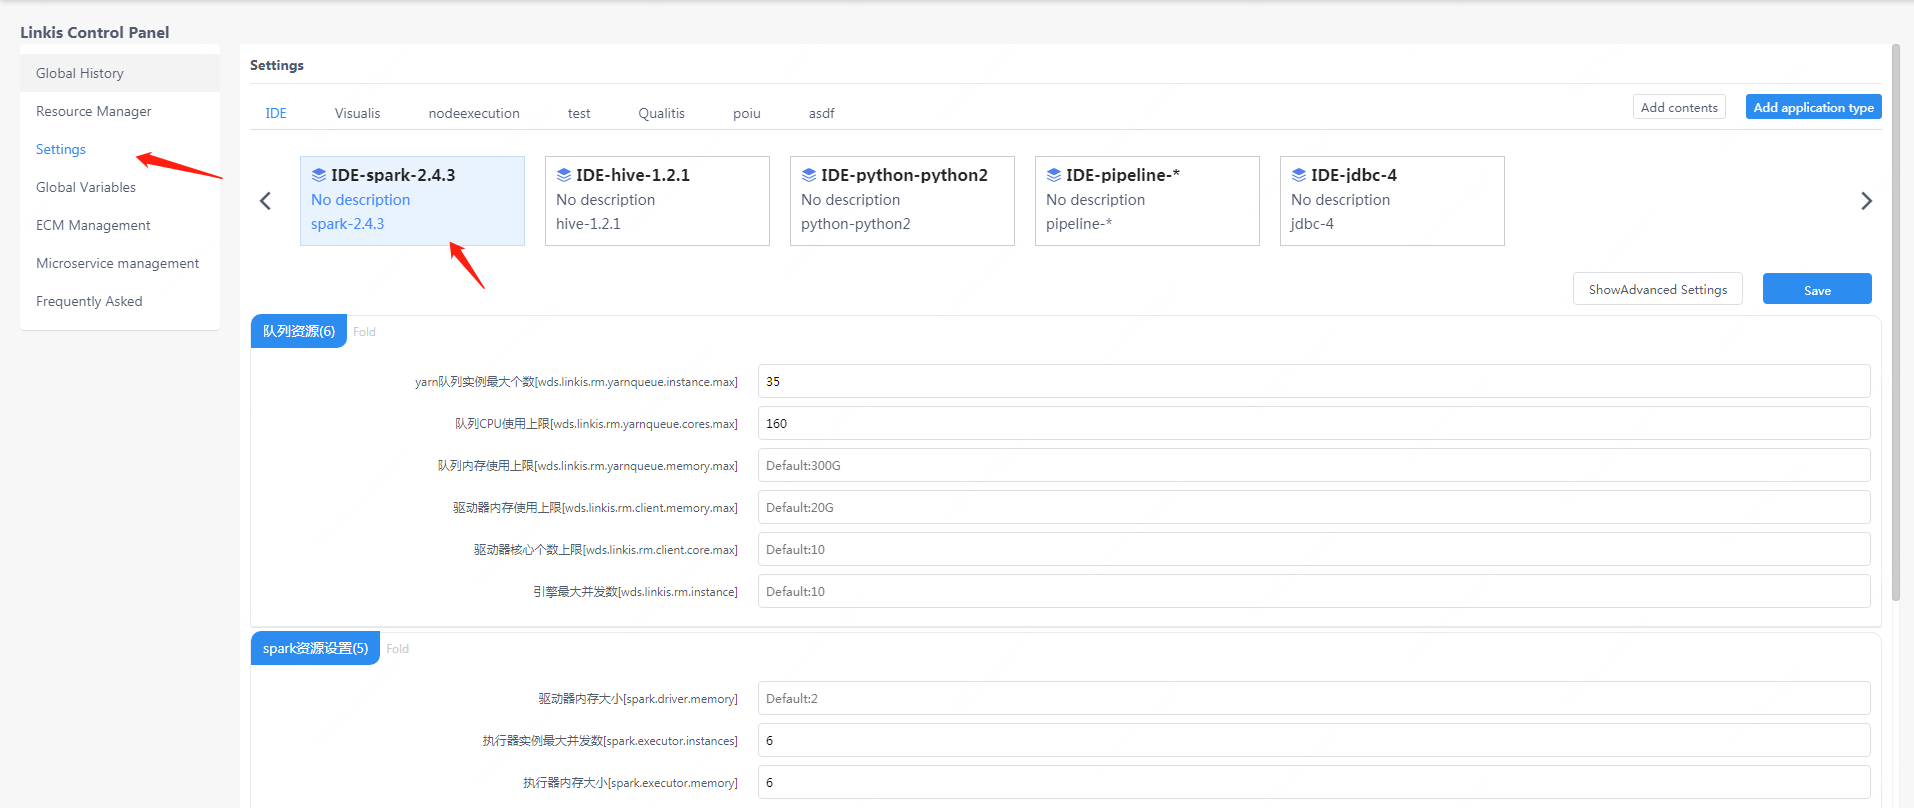 Linkis Control Panel
Global History
Resource Manager
Settings
Global Variables
ECM Management
Microservice management
Frequently Asked
Settings
IDE Visualis nodeexecution test Qualitis poiu asdf Add contents Add application type
IDE-spark-2.4.3
No description
spark-2.4.3
IDE-hive-1.2.1
No description
hive-1.2.1
IDE-python-python2
No description
python-python2
IDE-pipeline-*
No description
pipeline-*
IDE-jdbc-4
No description
jdbc-4
ShowAdvanced Settings Save
队列资源(6) Fold
yarn队列实例最大个数[wds.linkis.rm.yarnqueue.instance.max] 35
队列CPU使用上限[wds.linkis.rm.yarnqueue.cores.max] 160
队列内存使用上限[wds.linkis.rm.yarnqueue.memory.max] Default:300G
驱动器内存使用上限[wds.linkis.rm.client.memory.max] Default:20G
驱动器核心个数上限[wds.linkis.rm.client.core.max] Default:10
引擎最大并发数[wds.linkis.rm.instance] Default:10
spark资源设置(5) Fold
驱动器内存大小[spark.driver.memory] Default:2
执行器实例最大并发数[spark.executor.instances] 6
执行器内存大小[spark.executor.memory] 6